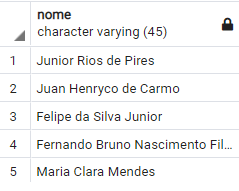 nome
character varying (45)
1 Junior Rios de Pires
2 Juan Henryco de Carmo
3 Felipe da Silva Junior
4 Fernando Bruno Nascimento Fil...
5 Maria Clara Mendes